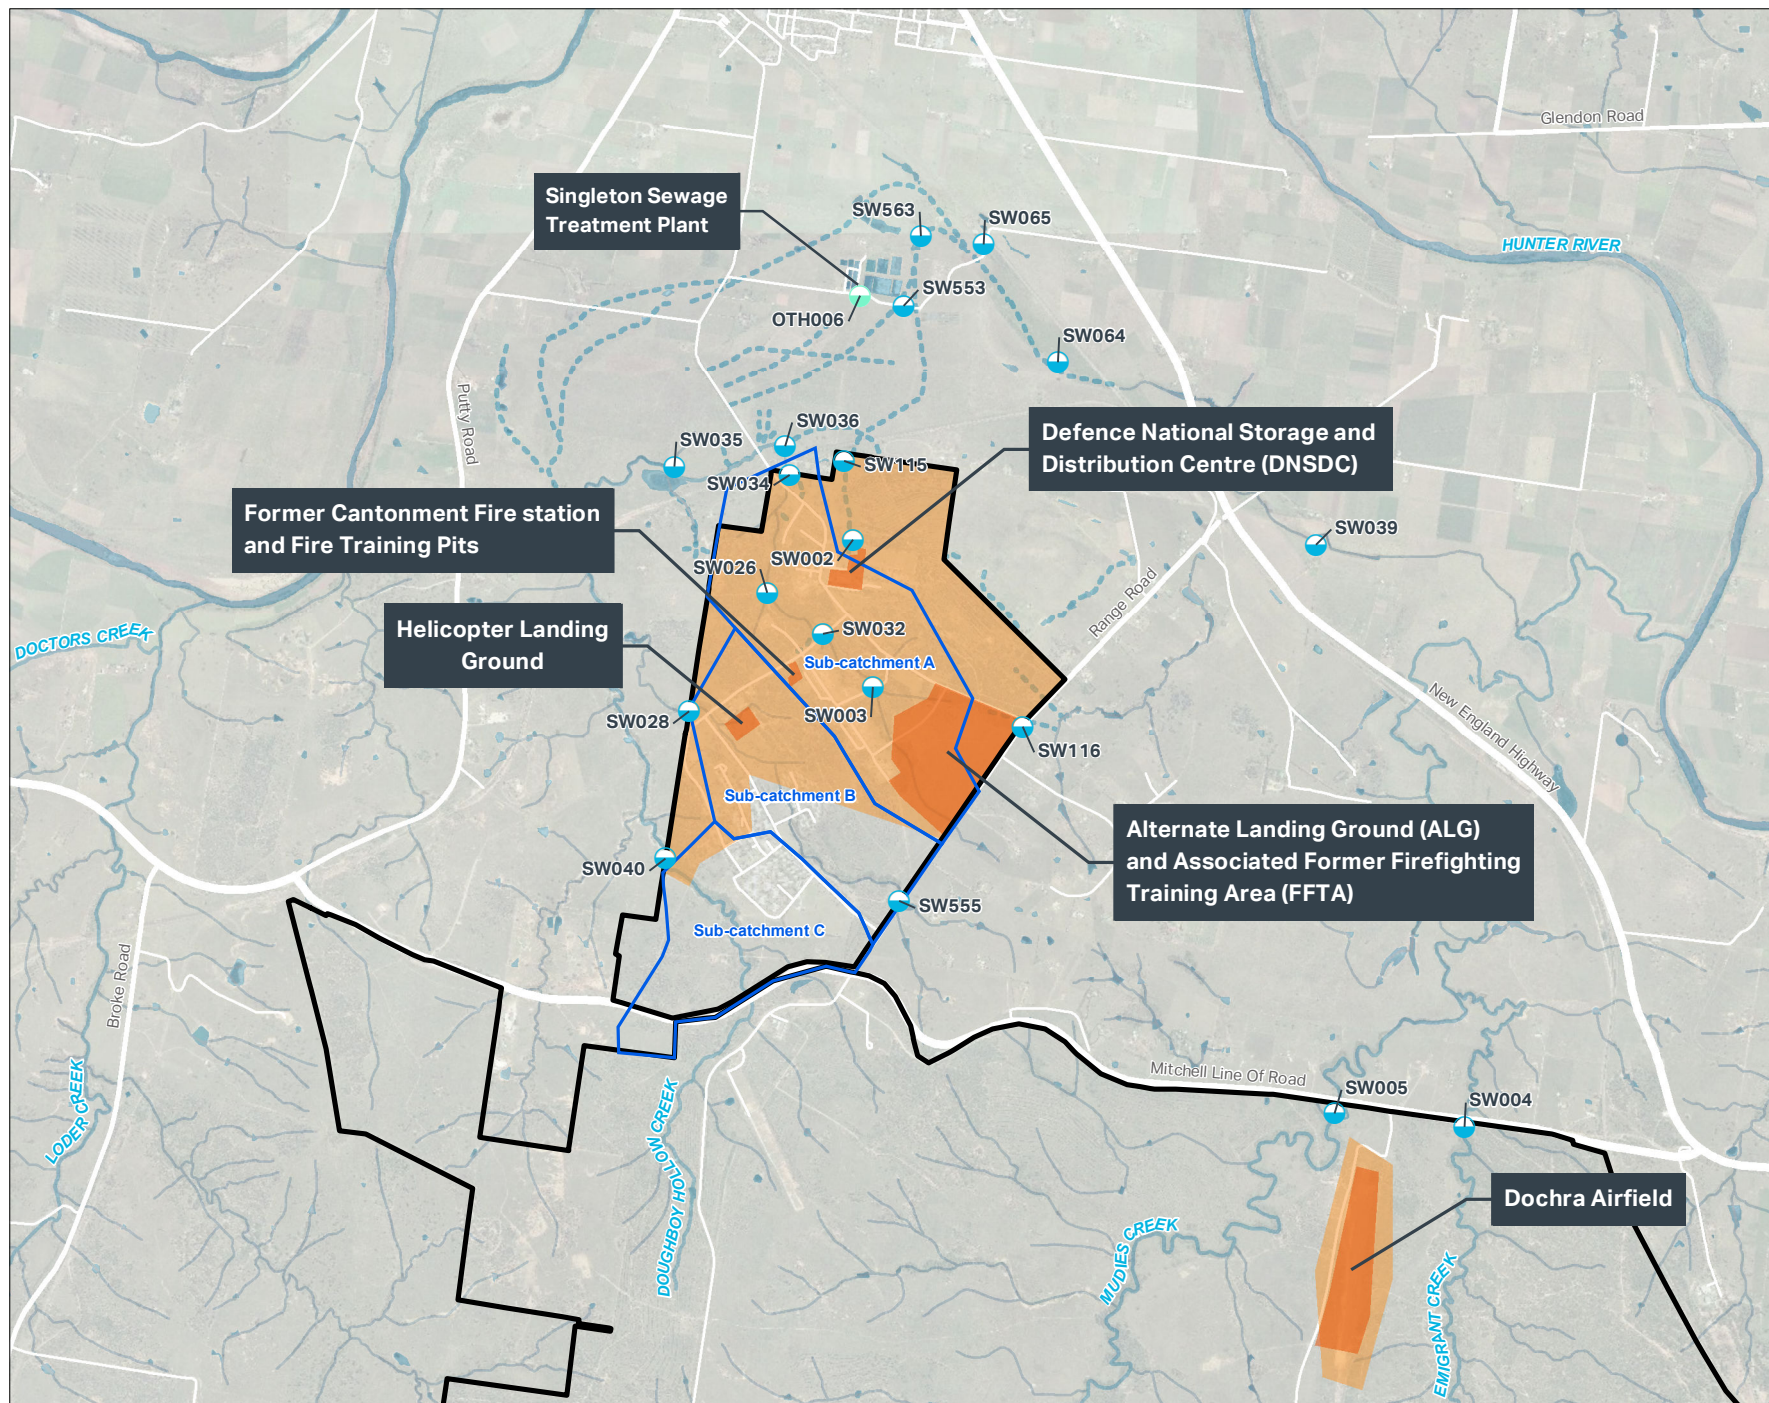 Glendon Road
Singleton Sewage
Treatment Plant
SW563
SW065
HUNTER RIVER
SW553
OTH006
SW064
Putty Road
SW036
SW035
SW115
SW034
Defence National Storage and
Distribution Centre (DNSDC)
Former Cantonment Fire station
and Fire Training Pits
SW039
SW002
SW026
Range Road
DOCTORS CREEK
Helicopter Landing
Ground
SW032
Sub-catchment A
SW003
SW028
SW116
New England Highway
Sub-catchment B
Alternate Landing Ground (ALG)
and Associated Former Firefighting
Training Area (FFTA)
SW040
SW555
Sub-catchment C
Broke Road
LODER CREEK
DOUGHBOY HOLLOW CREEK
Mitchell Line Of Road
SW005
SW004
Dochra Airfield
MUDIES CREEK
EMIGRANT CREEK